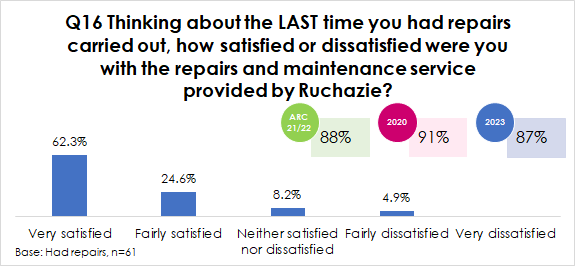 Q16 Thinking about the LAST time you had repairs
carried out, how satisfied or dissatisfied were you
with the repairs and maintenance service
provided by Ruchazie?
ARC
21/22
88%
2020
91%
2023
87%
62.3%
24.6%
8.2%
4.9%
Very satisfied
Fairly satisfied
Neither satisfied
nor dissatisfied
Fairly dissatisfied
Very dissatisfied
Base: Had repairs, n=61